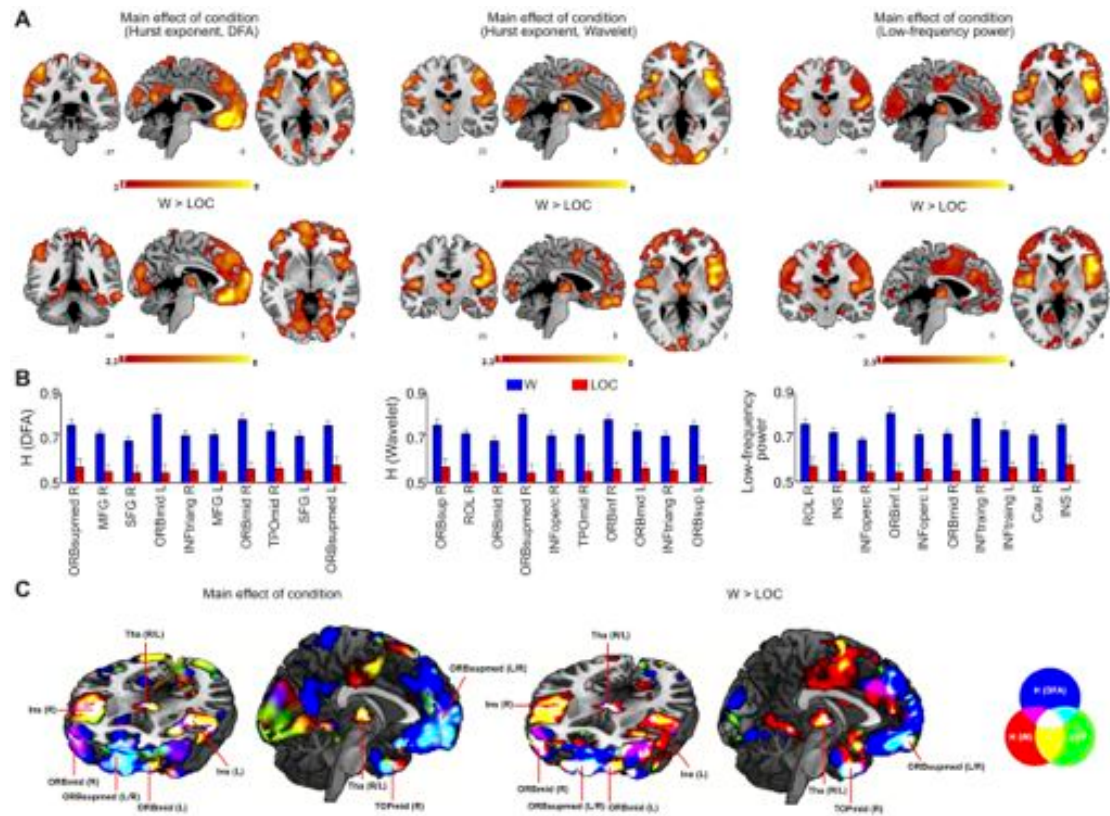 A
Main effect of condition
(Hurst exponent, DFA)
Main effect of condition
(Hurst exponent, Wavelet)
Main effect of condition
(Low-frequency power)
W > LOC
W > LOC
W > LOC
B
W
LOC
H (DFA)
0.9
0.7
0.5
ORBsupmed R
MFG R
SFG R
ORBmid L
INFtriang R
MFG L
ORBmid R
TPOmid R
SFG L
ORBsupmed L
H (Wavelet)
0.9
0.7
0.5
ORBsup R
ROL R
ORBmid R
ORBsupmed R
INFoperc R
TPOmid R
ORBinf R
ORBmid L
INFtriang R
ORBsup L
Low-frequency
power
0.9
0.7
0.5
ROL R
INS R
INFoperc R
ORBinf L
INFoperc L
ORBmid R
INFtrang R
INFtrang L
Cau R
INS L
C
Main effect of condition
W > LOC
Tha (R/L)
Ins (R)
ORBmid (R)
ORBsupmed (L/R)
ORBmid (L)
Ins (L)
ORBsupmed (L/R)
Tha (R/L)
TOPmid (R)
Tha (R/L)
Ins (R)
ORBmid (R)
ORBsupmed (L/R)
ORBmid (L)
Ins (L)
Tha (R/L)
TOPmid (R)
ORBsupmed (L/R)
H (DFA)
H (W)